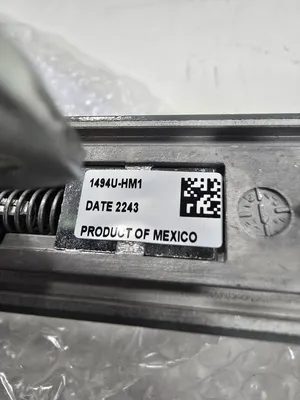 1494U-HM1
DATE 2243
PRODUCT OF MEXICO